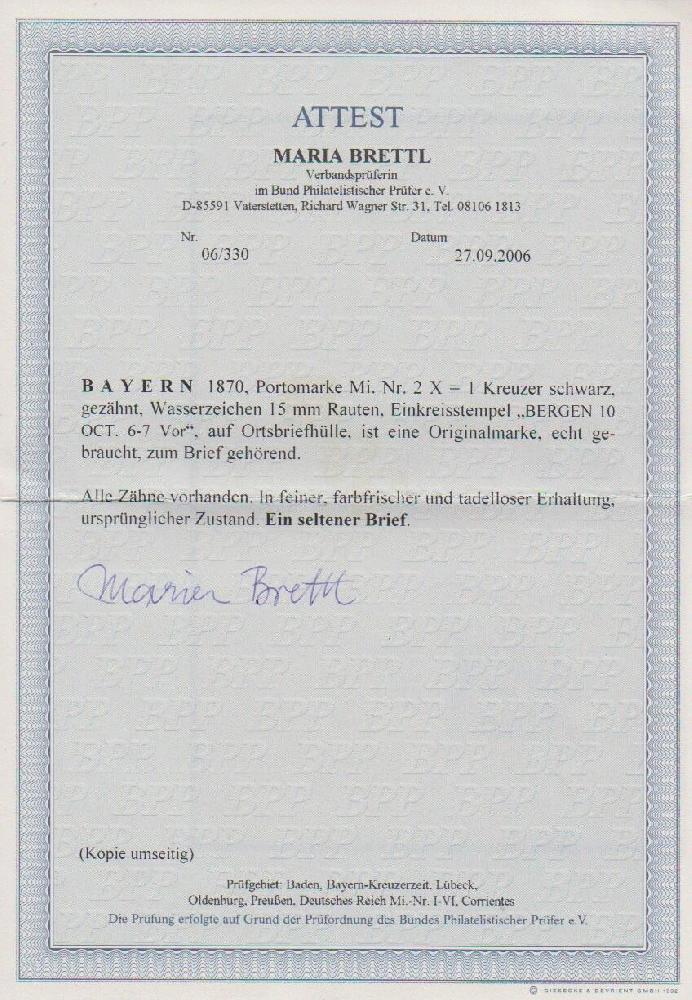 ATTEST
MARIA BRETTL
Verbandsprüferin
im Bund Philatelistischer Prüfer e. V.
D-85591 Vaterstetten, Richard Wagner Str. 31, Tel. 08106 1813
Nr. Datum
06/330 27.09.2006
BAYERN 1870, Portomarke Mi. Nr. 2 X – 1 Kreuzer schwarz,
gezähnt, Wasserzeichen 15 mm Rauten, Einkreisstempel „BERGEN 10
OCT. 6-7 Vor“, auf Ortsbriefhülle, ist eine Originalmarke, echt ge-
braucht, zum Brief gehörend.
Alle Zähne vorhanden. In feiner, farbfrischer und tadelloser Erhaltung,
ursprünglicher Zustand. Ein seltener Brief.
Maria Brettl
(Kopie umseitig)
Prüfgebiet: Baden, Bayern-Kreuzerzeit, Lübeck,
Oldenburg, Preußen, Deutsches Reich Mi.-Nr. I-VI, Corrientes
Die Prüfung erfolgte auf Grund der Prüfordnung des Bundes Philatelistischer Prüfer e.V.
© GIESECKE & DEVRIENT GMBH